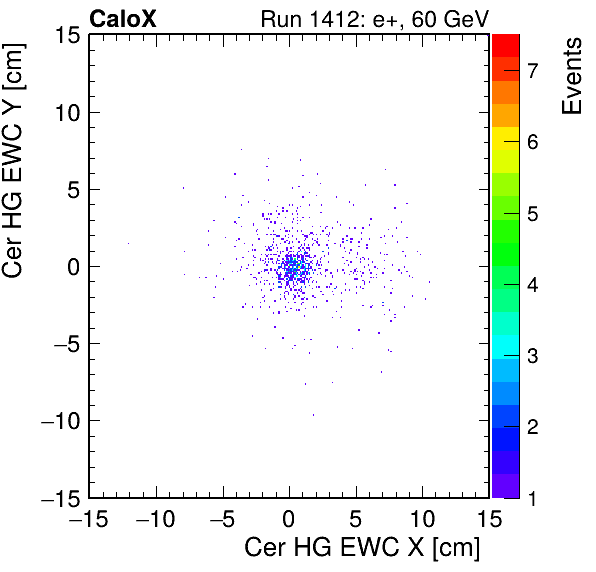 CaloX Run 1412: e+, 60 GeV
Cer HG EWC Y [cm]
15
10
5
0
−5
−10
−15
−15 −10 −5 0 5 10 15
Cer HG EWC X [cm]
Events
7
6
5
4
3
2
1